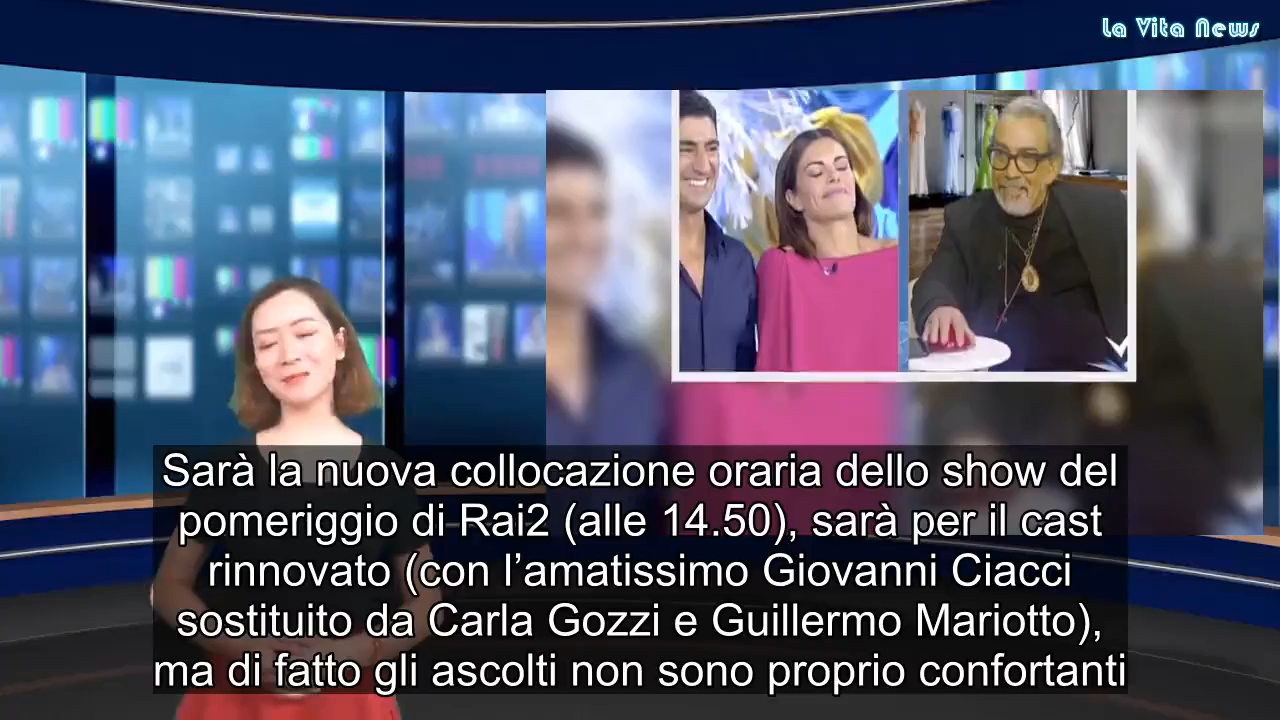 La Vita News
Sarà la nuova collocazione oraria dello show del
pomeriggio di Rai2 (alle 14.50), sarà per il cast
rinnovato (con l’amatissimo Giovanni Ciacci
sostituito da Carla Gozzi e Guillermo Mariotto),
ma di fatto gli ascolti non sono proprio confortanti